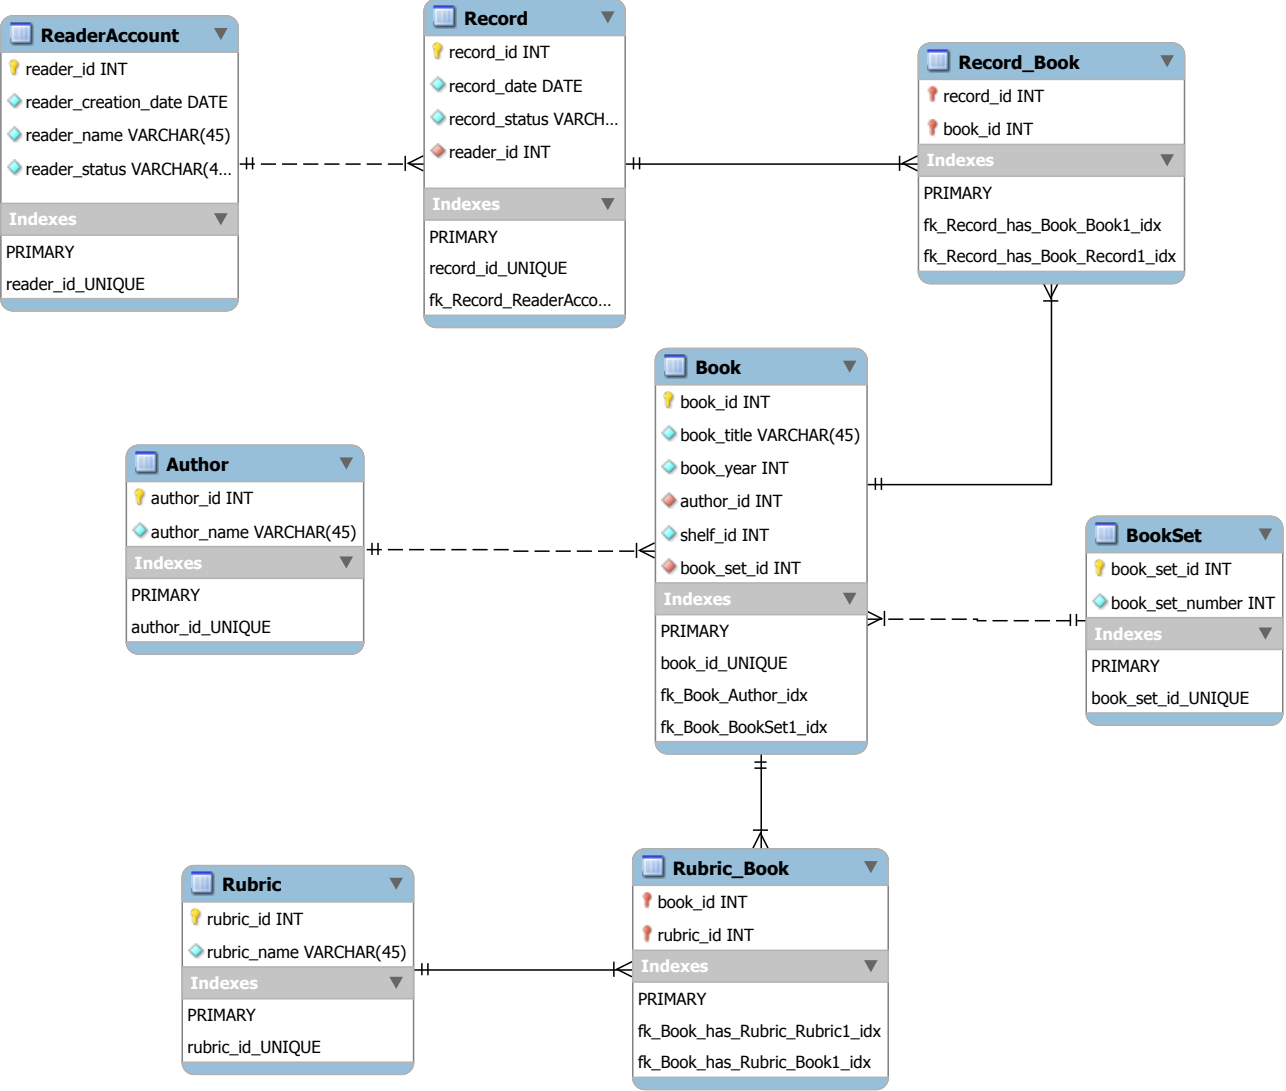 ReaderAccount
reader_id INT
reader_creation_date DATE
reader_name VARCHAR(45)
reader_status VARCHAR(4...
Indexes
PRIMARY
reader_id_UNIQUE
Record
record_id INT
record_date DATE
record_status VARCH...
reader_id INT
Indexes
PRIMARY
record_id_UNIQUE
fk_Record_ReaderAcco...
Record_Book
record_id INT
book_id INT
Indexes
PRIMARY
fk_Record_has_Book_Book1_idx
fk_Record_has_Book_Record1_idx
Book
book_id INT
book_title VARCHAR(45)
book_year INT
author_id INT
shelf_id INT
book_set_id INT
Indexes
PRIMARY
book_id_UNIQUE
fk_Book_Author_idx
fk_Book_BookSet1_idx
Author
author_id INT
author_name VARCHAR(45)
Indexes
PRIMARY
author_id_UNIQUE
BookSet
book_set_id INT
book_set_number INT
Indexes
PRIMARY
book_set_id_UNIQUE
Rubric
rubric_id INT
rubric_name VARCHAR(45)
Indexes
PRIMARY
rubric_id_UNIQUE
Rubric_Book
book_id INT
rubric_id INT
Indexes
PRIMARY
fk_Book_has_Rubric_Rubric1_idx
fk_Book_has_Rubric_Book1_idx